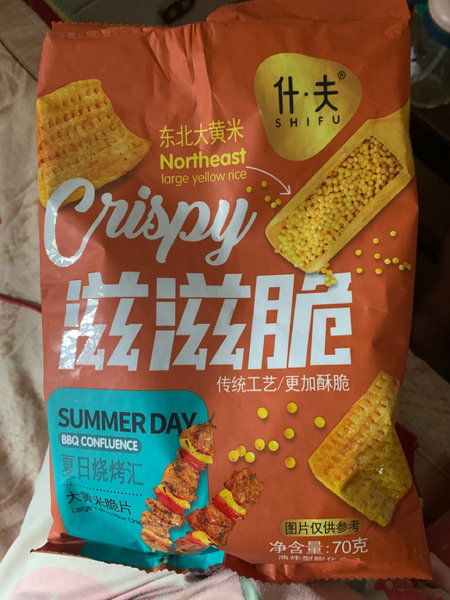 什·夫®
SHIFU
东北大黄米
Northeast
large yellow rice
Crispy
滋滋脆
传统工艺/更加酥脆
SUMMER DAY
BBQ CONFLUENCE
夏日烧烤汇
大黄米脆片
Large Yellow
图片仅供参考
净含量:70克